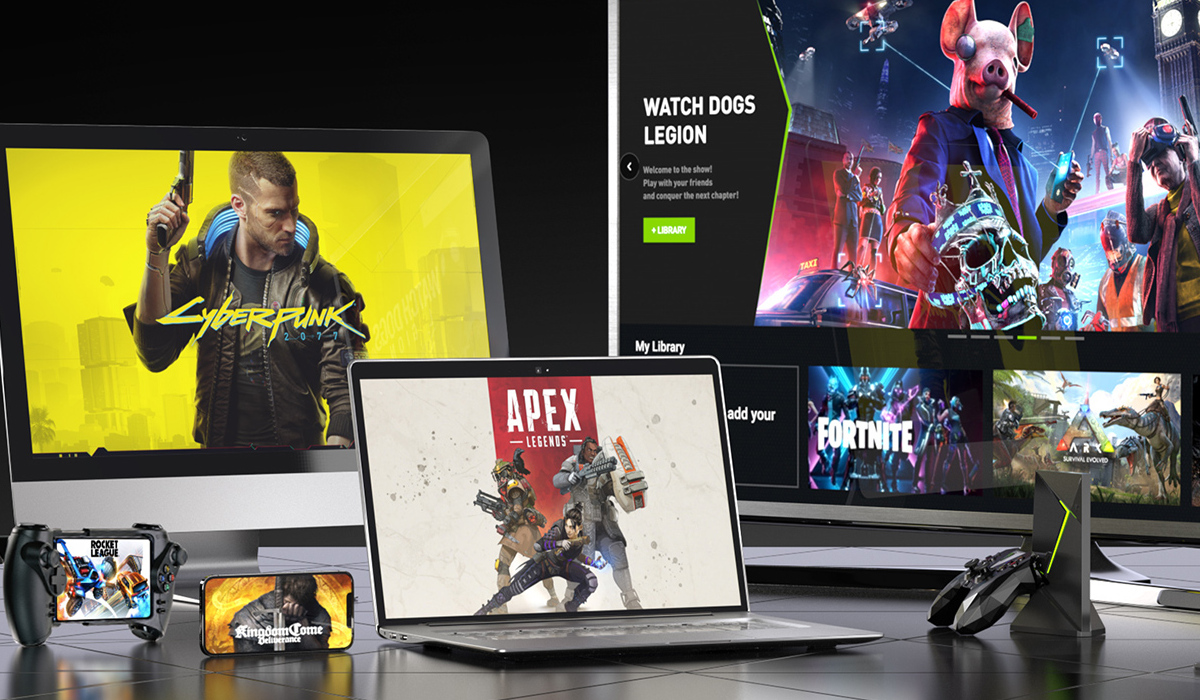 CYBERPUNK
2077
WATCH DOGS
LEGION
Welcome to the show!
Play with your friends
and conquer the next chapter!
+ LIBRARY
TAXI
My Library
add your
FORTNITE
ARK
SURVIVAL EVOLVED
APEX
LEGENDS
ROCKET
LEAGUE
Kingdom Come
Deliverance